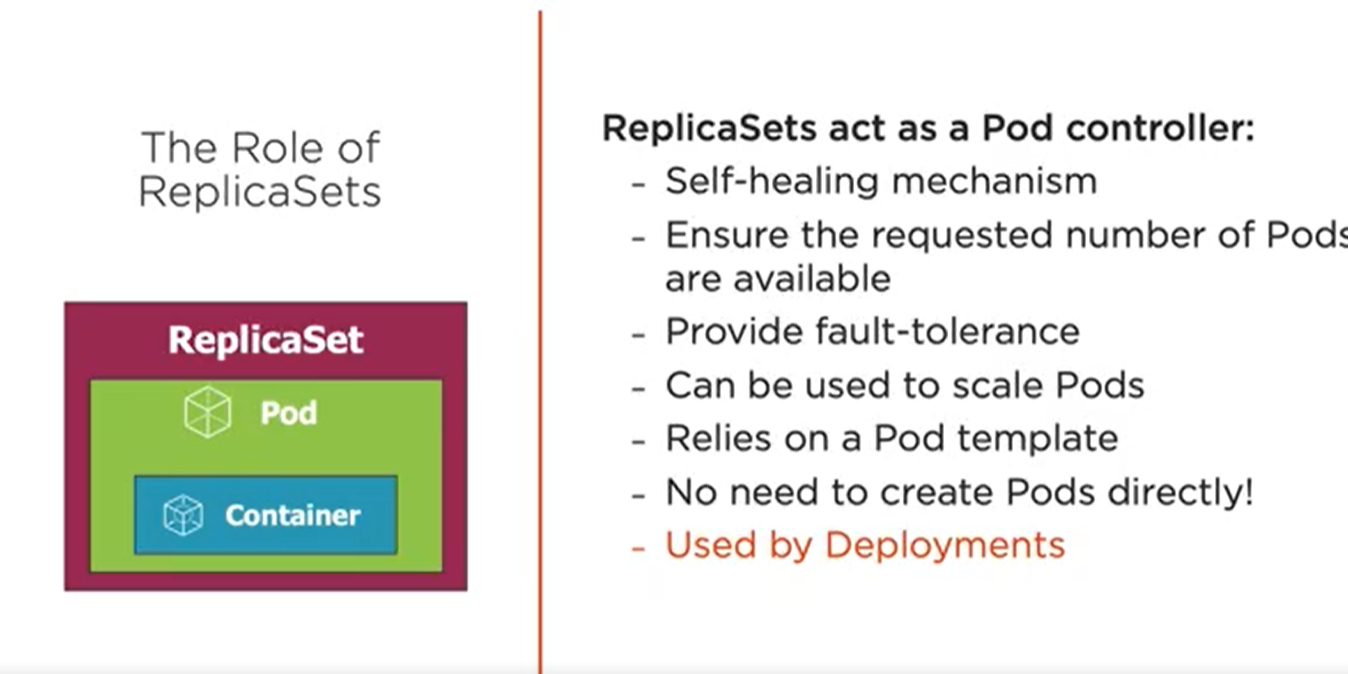 The Role of
ReplicaSets
ReplicaSet
Pod
Container
ReplicaSets act as a Pod controller:
- Self-healing mechanism
- Ensure the requested number of Pods
are available
- Provide fault-tolerance
- Can be used to scale Pods
- Relies on a Pod template
- No need to create Pods directly!
- Used by Deployments